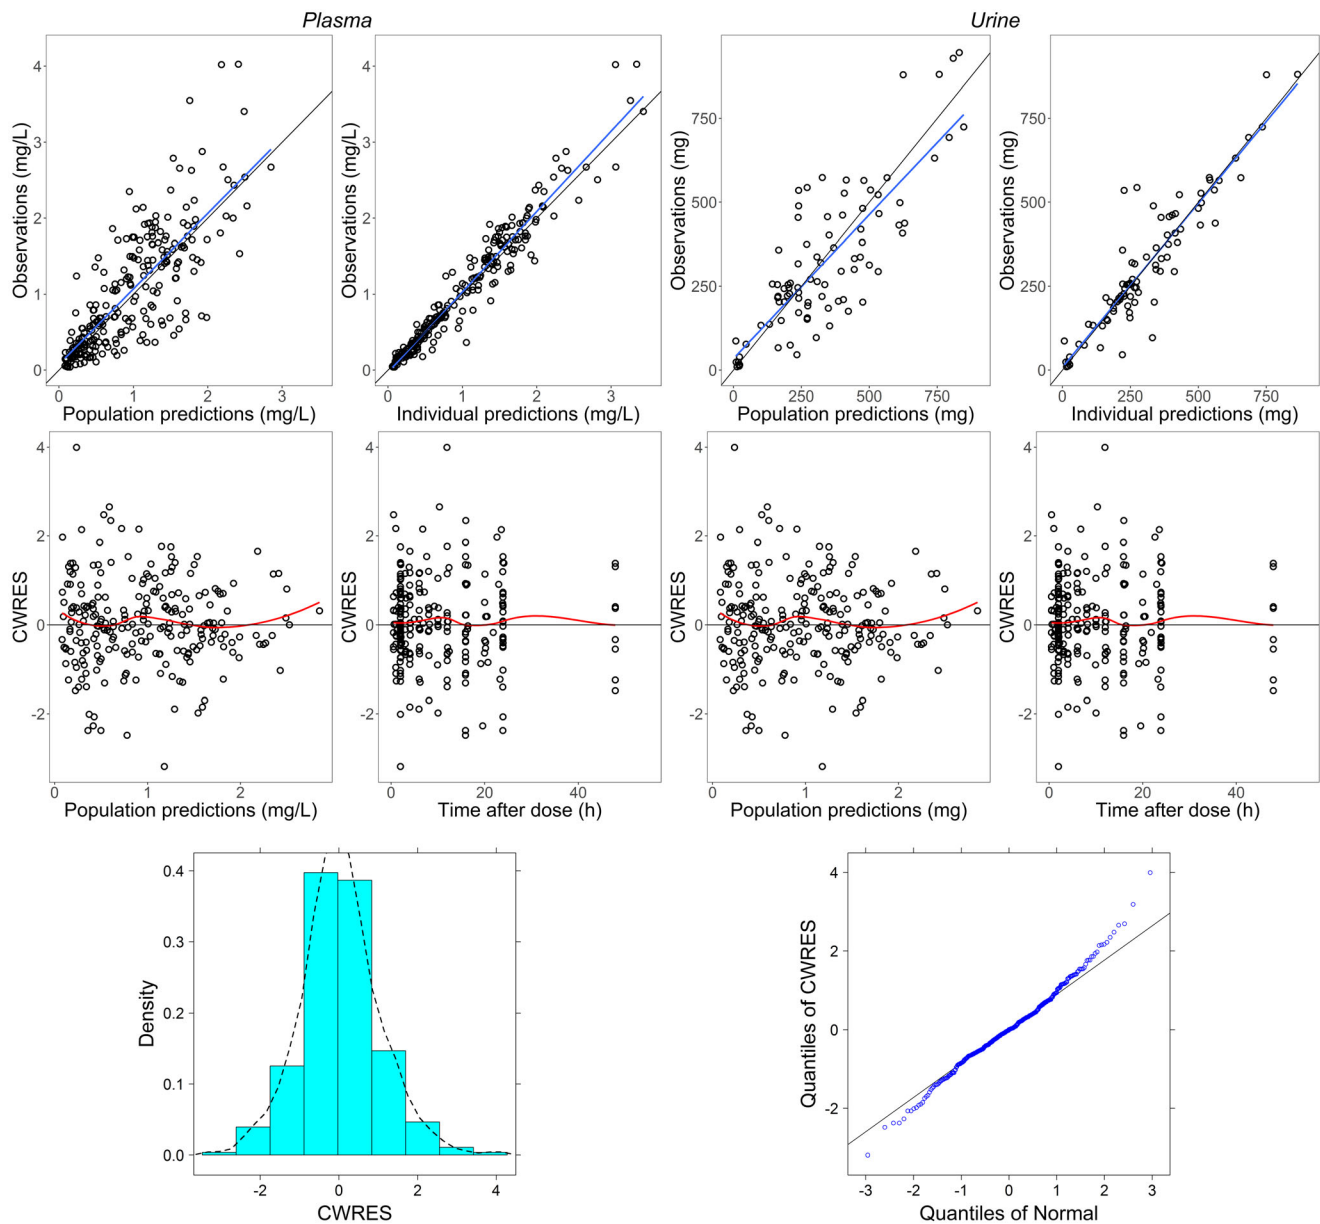 Plasma
Urine
Observations (mg/L)
4
3
2
1
0
0 1 2 3
Population predictions (mg/L)
Observations (mg/L)
4
3
2
1
0
0 1 2 3
Individual predictions (mg/L)
Observations (mg)
750
500
250
0
0 250 500 750
Population predictions (mg)
Observations (mg)
750
500
250
0
0 250 500 750
Individual predictions (mg)
CWRES
4
2
0
-2
0 1 2
Population predictions (mg/L)
CWRES
4
2
0
-2
0 20 40
Time after dose (h)
CWRES
4
2
0
-2
0 1 2
Population predictions (mg)
CWRES
4
2
0
-2
0 20 40
Time after dose (h)
Density
0.4
0.3
0.2
0.1
0.0
-2 0 2 4
CWRES
Quantiles of CWRES
4
2
0
-2
-3 -2 -1 0 1 2 3
Quantiles of Normal